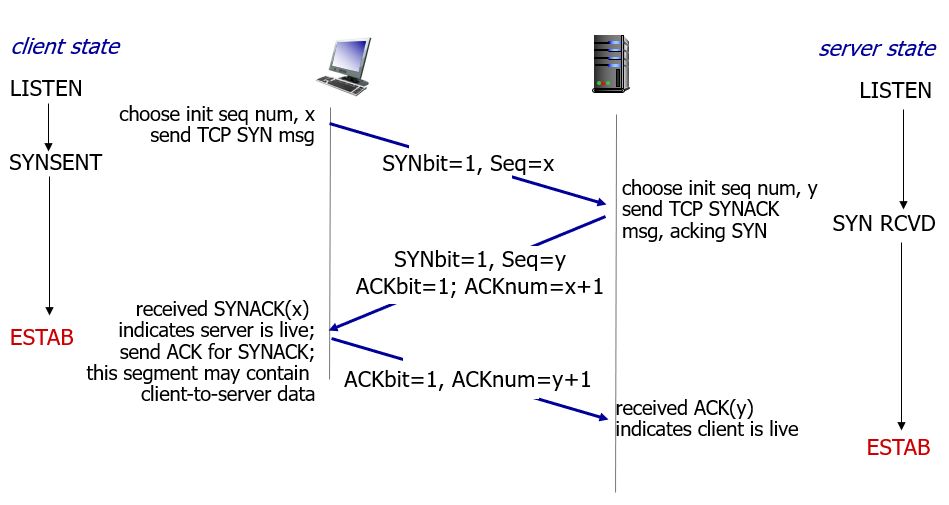 client state
server state
LISTEN
LISTEN
choose init seq num, x
send TCP SYN msg
SYNSENT
SYNbit=1, Seq=x
choose init seq num, y
send TCP SYNACK
msg, acking SYN
SYN RCVD
SYNbit=1, Seq=y
ACKbit=1; ACKnum=x+1
received SYNACK(x)
indicates server is live;
send ACK for SYNACK;
this segment may contain
client-to-server data
ESTAB
ACKbit=1, ACKnum=y+1
received ACK(y)
indicates client is live
ESTAB